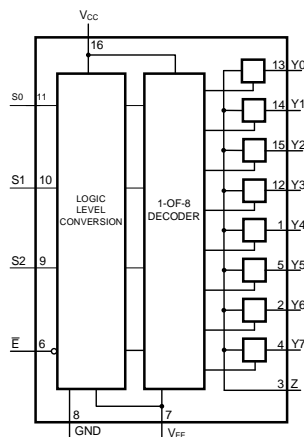 VCC
16
13 Y0
S0 11
14 Y1
15 Y2
S1 10
12 Y3
LOGIC
LEVEL
CONVERSION
1-OF-8
DECODER
1 Y4
S2 9
5 Y5
2 Y6
E 6
4 Y7
3 Z
8
7
GND
VEE